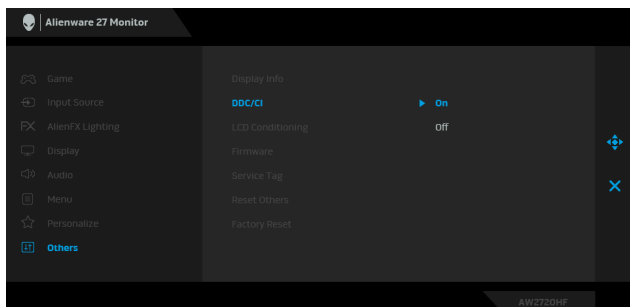 Alienware 27 Monitor
Game
Input Source
FX AlienFX Lighting
Display
Audio
Menu
Personalize
Others
Display Info
DDC/CI On
LCD Conditioning Off
Firmware
Service Tag
Reset Others
Factory Reset
AW2720HF